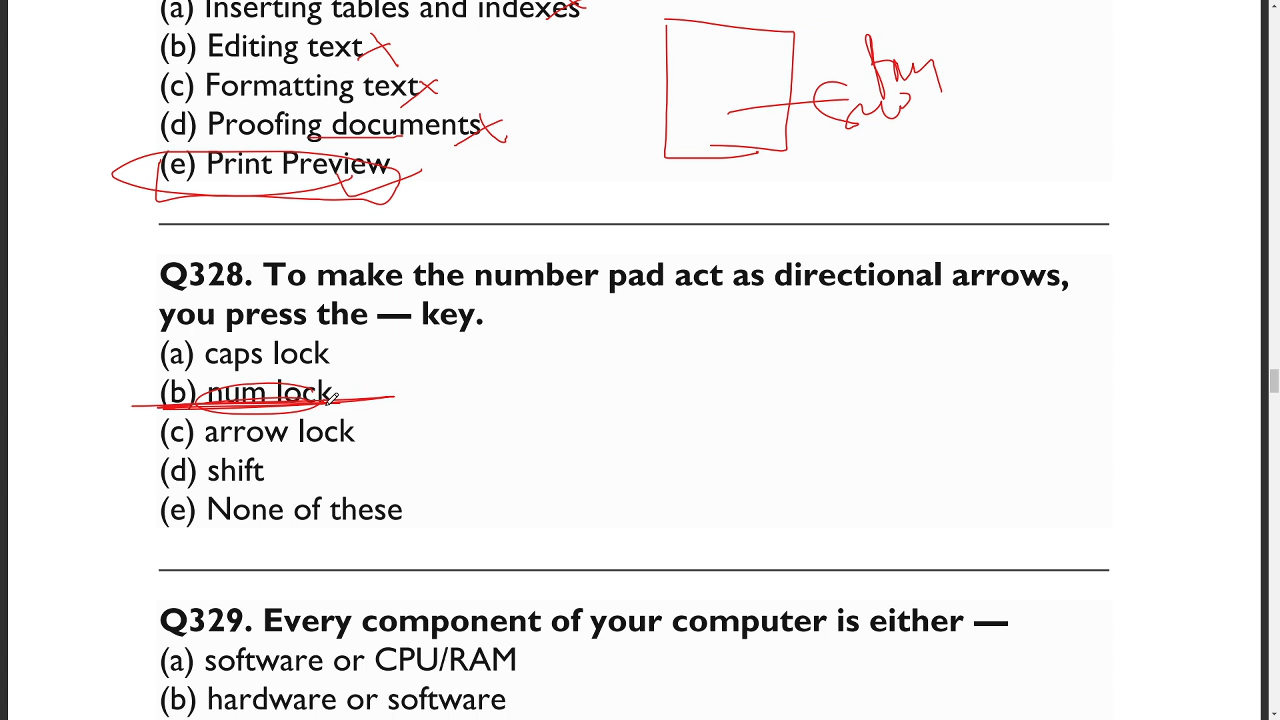 (a) Inserting tables and indexes
(b) Editing text
(c) Formatting text
(d) Proofing documents
(e) Print Preview
Q328. To make the number pad act as directional arrows,
you press the — key.
(a) caps lock
(b) num lock
(c) arrow lock
(d) shift
(e) None of these
Q329. Every component of your computer is either —
(a) software or CPU/RAM
(b) hardware or software